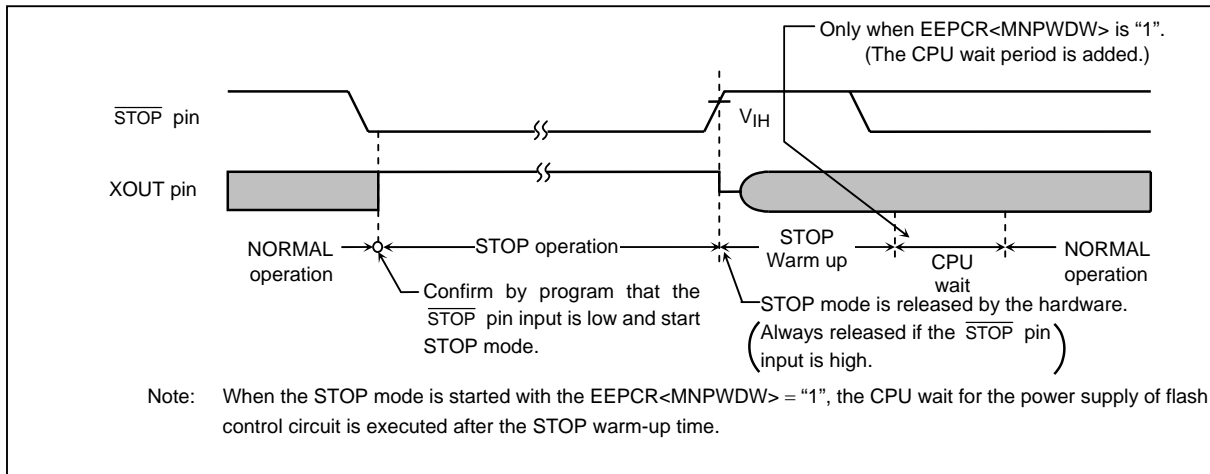 Only when EEPCR<MNPWDW> is “1”.
(The CPU wait period is added.)
STOP pin
VIH
XOUT pin
NORMAL
operation
STOP operation
STOP
Warm up
CPU
wait
NORMAL
operation
Confirm by program that the
STOP pin input is low and start
STOP mode.
STOP mode is released by the hardware.
(Always released if the STOP pin
input is high.)
Note: When the STOP mode is started with the EEPCR<MNPWDW> = “1”, the CPU wait for the power supply of flash
control circuit is executed after the STOP warm-up time.